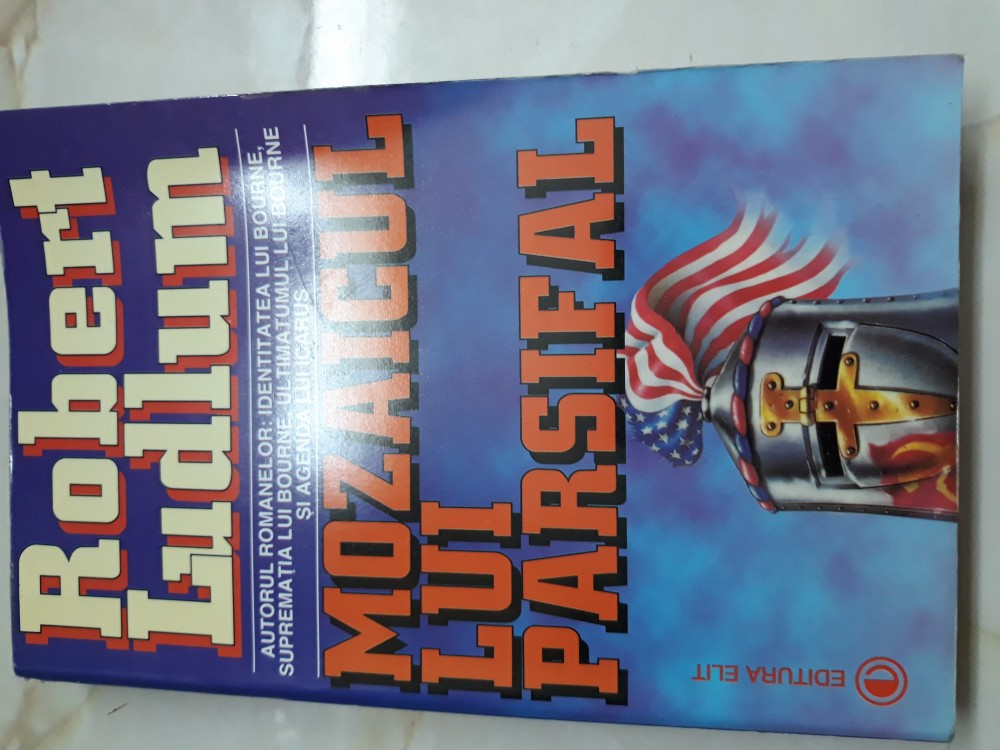 Robert
Ludlum
AUTORUL ROMANELOR: IDENTITATEA LUI BOURNE,
SUPREMAȚIA LUI BOURNE, ULTIMATUMUL LUI BOURNE
ȘI AGENDA LUI ICARUS
MOZAICUL
LUI
PARSIFAL
e EDITURA ELIT